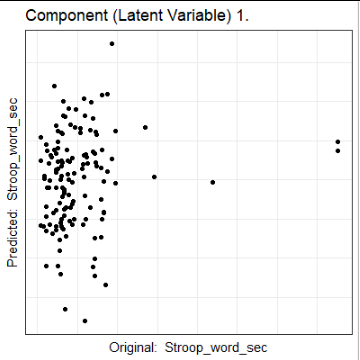 Component (Latent Variable) 1.
Predicted: Stroop_word_sec
Original: Stroop_word_sec